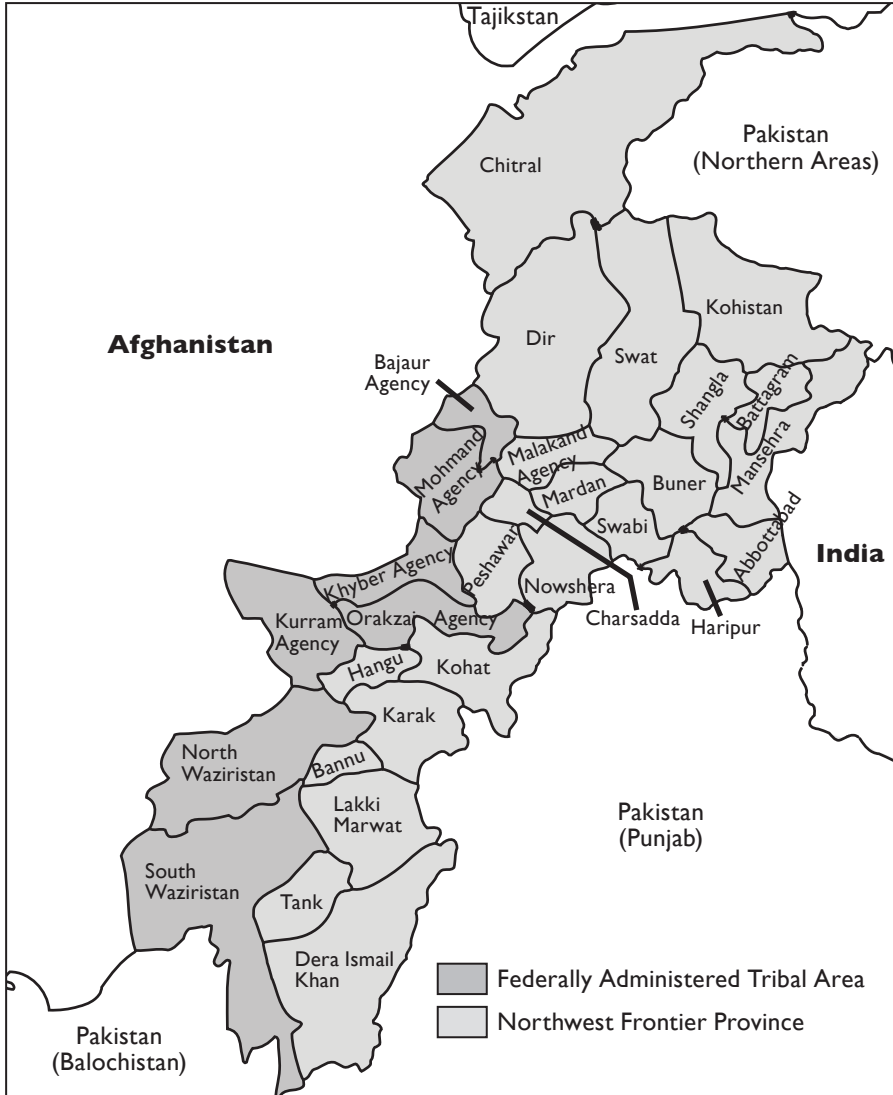 Tajikstan
Pakistan
(Northern Areas)
Chitral
Kohistan
Afghanistan
Dir
Swat
Bajaur
Agency
Shangla
Battagram
Mansehra
Mohmand
Agency
Malakand
Agency
Mardan
Buner
Swabi
Abbottabad
India
Peshawar
Khyber Agency
Nowshera
Charsadda
Haripur
Kurram
Agency
Orakzai Agency
Hangu
Kohat
Karak
North
Waziristan
Bannu
Lakki
Marwat
Pakistan
(Punjab)
South
Waziristan
Tank
Dera Ismail
Khan
Federally Administered Tribal Area
Northwest Frontier Province
Pakistan
(Balochistan)